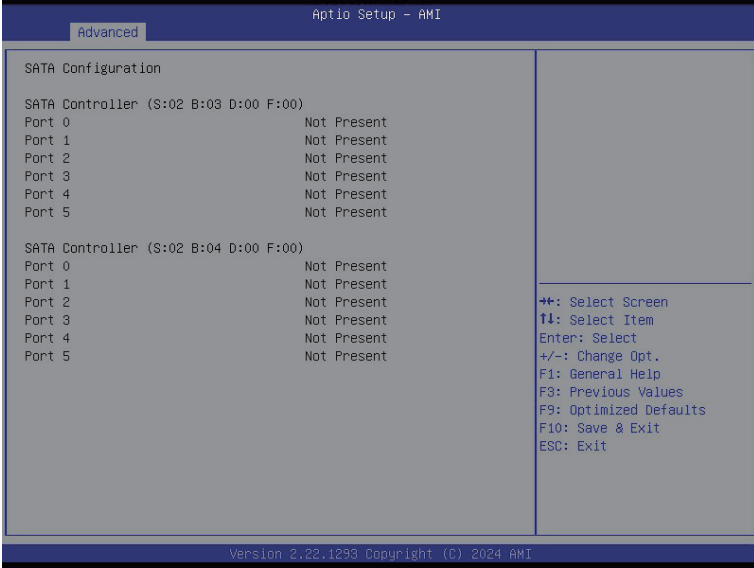 Aptio Setup - AMI
Advanced
SATA Configuration
SATA Controller (S:02 B:03 D:00 F:00)
Port 0 Not Present
Port 1 Not Present
Port 2 Not Present
Port 3 Not Present
Port 4 Not Present
Port 5 Not Present
SATA Controller (S:02 B:04 D:00 F:00)
Port 0 Not Present
Port 1 Not Present
Port 2 Not Present
Port 3 Not Present
Port 4 Not Present
Port 5 Not Present
→←: Select Screen
↑↓: Select Item
Enter: Select
+/-: Change Opt.
F1: General Help
F3: Previous Values
F9: Optimized Defaults
F10: Save & Exit
ESC: Exit
Version 2.22.1293 Copyright (C) 2024 AMI